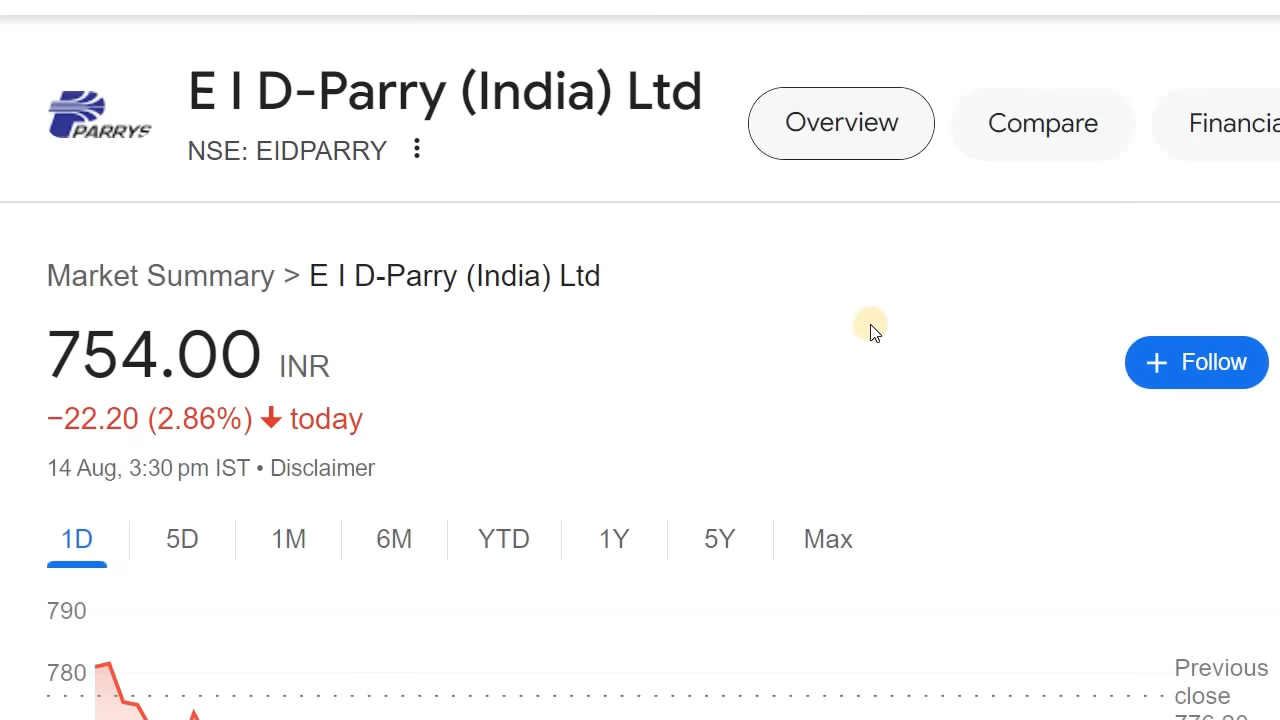 PARRYS
E I D-Parry (India) Ltd
NSE: EIDPARRY
Overview
Compare
Financia
Market Summary > E I D-Parry (India) Ltd
754.00 INR
+ Follow
−22.20 (2.86%) ↓ today
14 Aug, 3:30 pm IST • Disclaimer
1D 5D 1M 6M YTD 1Y 5Y Max
790
780
Previous
close